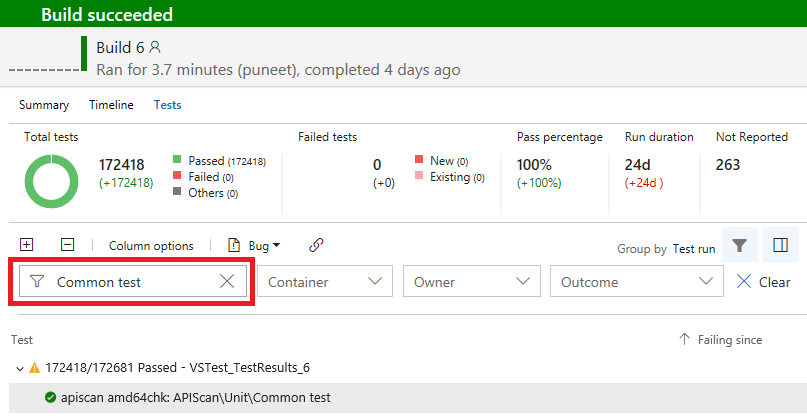 Build succeeded
Build 6
Ran for 3.7 minutes (puneet), completed 4 days ago
Summary Timeline Tests
Total tests Failed tests Pass percentage Run duration Not Reported
172418 Passed (172418) 0 New (0) 100% 24d 263
(+172418) Failed (0) (+0) Existing (0) (+100%) (+24d )
Others (0)
Column options Bug Group by Test run
Common test Container Owner Outcome Clear
Test Failing since
172418/172681 Passed - VSTest_TestResults_6
apiscan amd64chk: APIScan\Unit\Common test